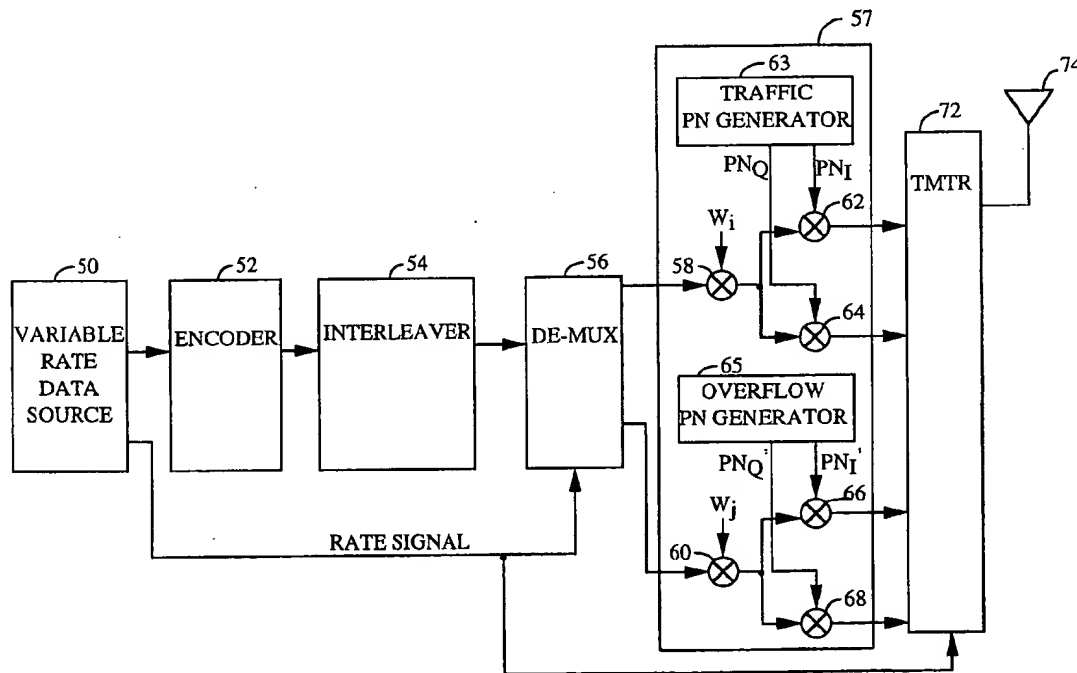 57
74
63
TRAFFIC
PN GENERATOR
72
TMTR
PNQ
PNI
62
Wi
50
52
54
56
58
VARIABLE
RATE
DATA
SOURCE
ENCODER
INTERLEAVER
DE-MUX
64
65
OVERFLOW
PN GENERATOR
PNQ'
PNI'
66
Wj
RATE SIGNAL
60
68